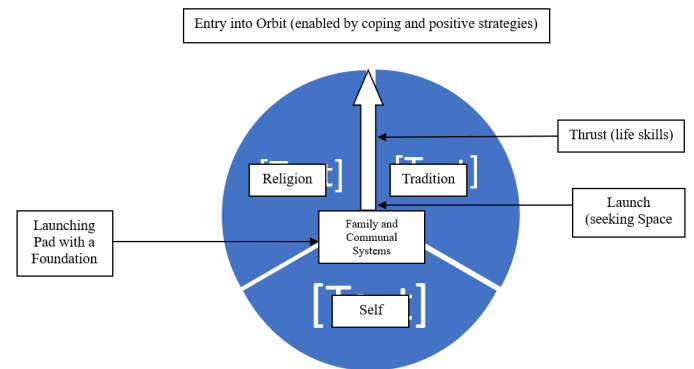 Entry into Orbit (enabled by coping and positive strategies)
Thrust (life skills)
Religion
Tradition
Launch
(seeking Space
Launching
Pad with a
Foundation
Family and
Communal
Systems
Self